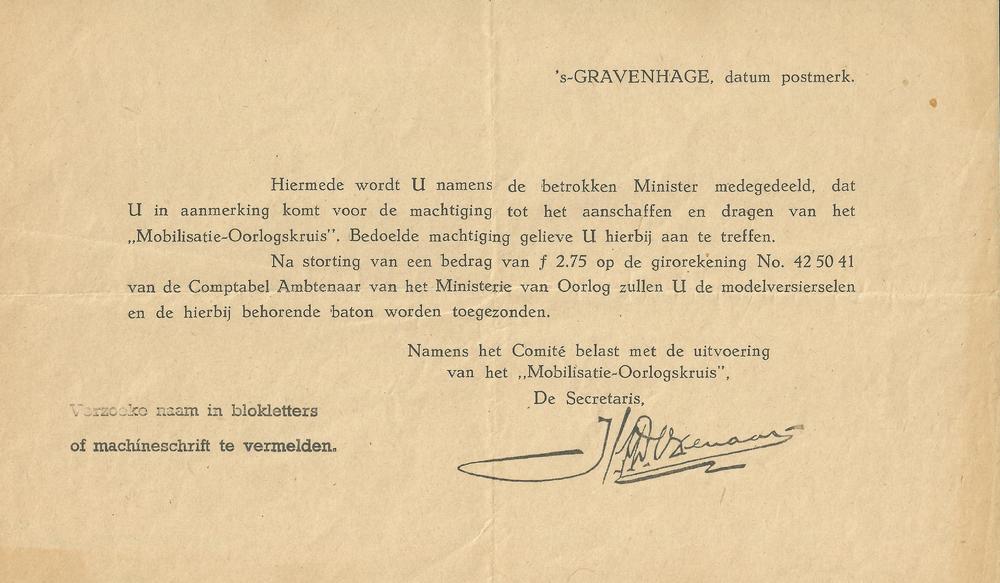 's-GRAVENHAGE, datum postmerk.
Hiermede wordt U namens de betrokken Minister medegedeeld, dat
U in aanmerking komt voor de machtiging tot het aanschaffen en dragen van het
„Mobilisatie-Oorlogskruis”. Bedoelde machtiging gelieve U hierbij aan te treffen.
Na storting van een bedrag van ƒ 2.75 op de girorekening No. 42 50 41
van de Comptabel Ambtenaar van het Ministerie van Oorlog zullen U de modelversierselen
en de hierbij behorende baton worden toegezonden.
Namens het Comité belast met de uitvoering
van het „Mobilisatie-Oorlogskruis”,
De Secretaris,
Verzoeke naam in blokletters
of machineschrift te vermelden.